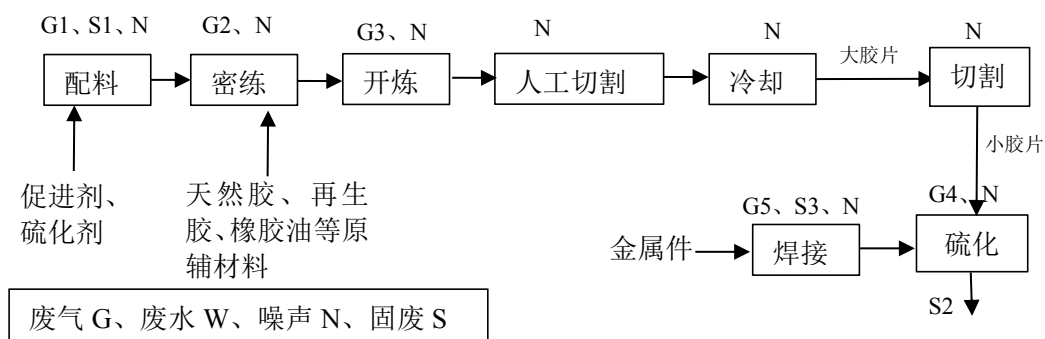 G1、S1、N
G2、N
G3、N
N
N
N
配料
密练
开炼
人工切割
冷却
大胶片
切割
小胶片
促进剂、
硫化剂
天然胶、再生
胶、橡胶油等原
辅材料
G5、S3、N
G4、N
金属件
焊接
硫化
S2
废气 G、废水 W、噪声 N、固废 S